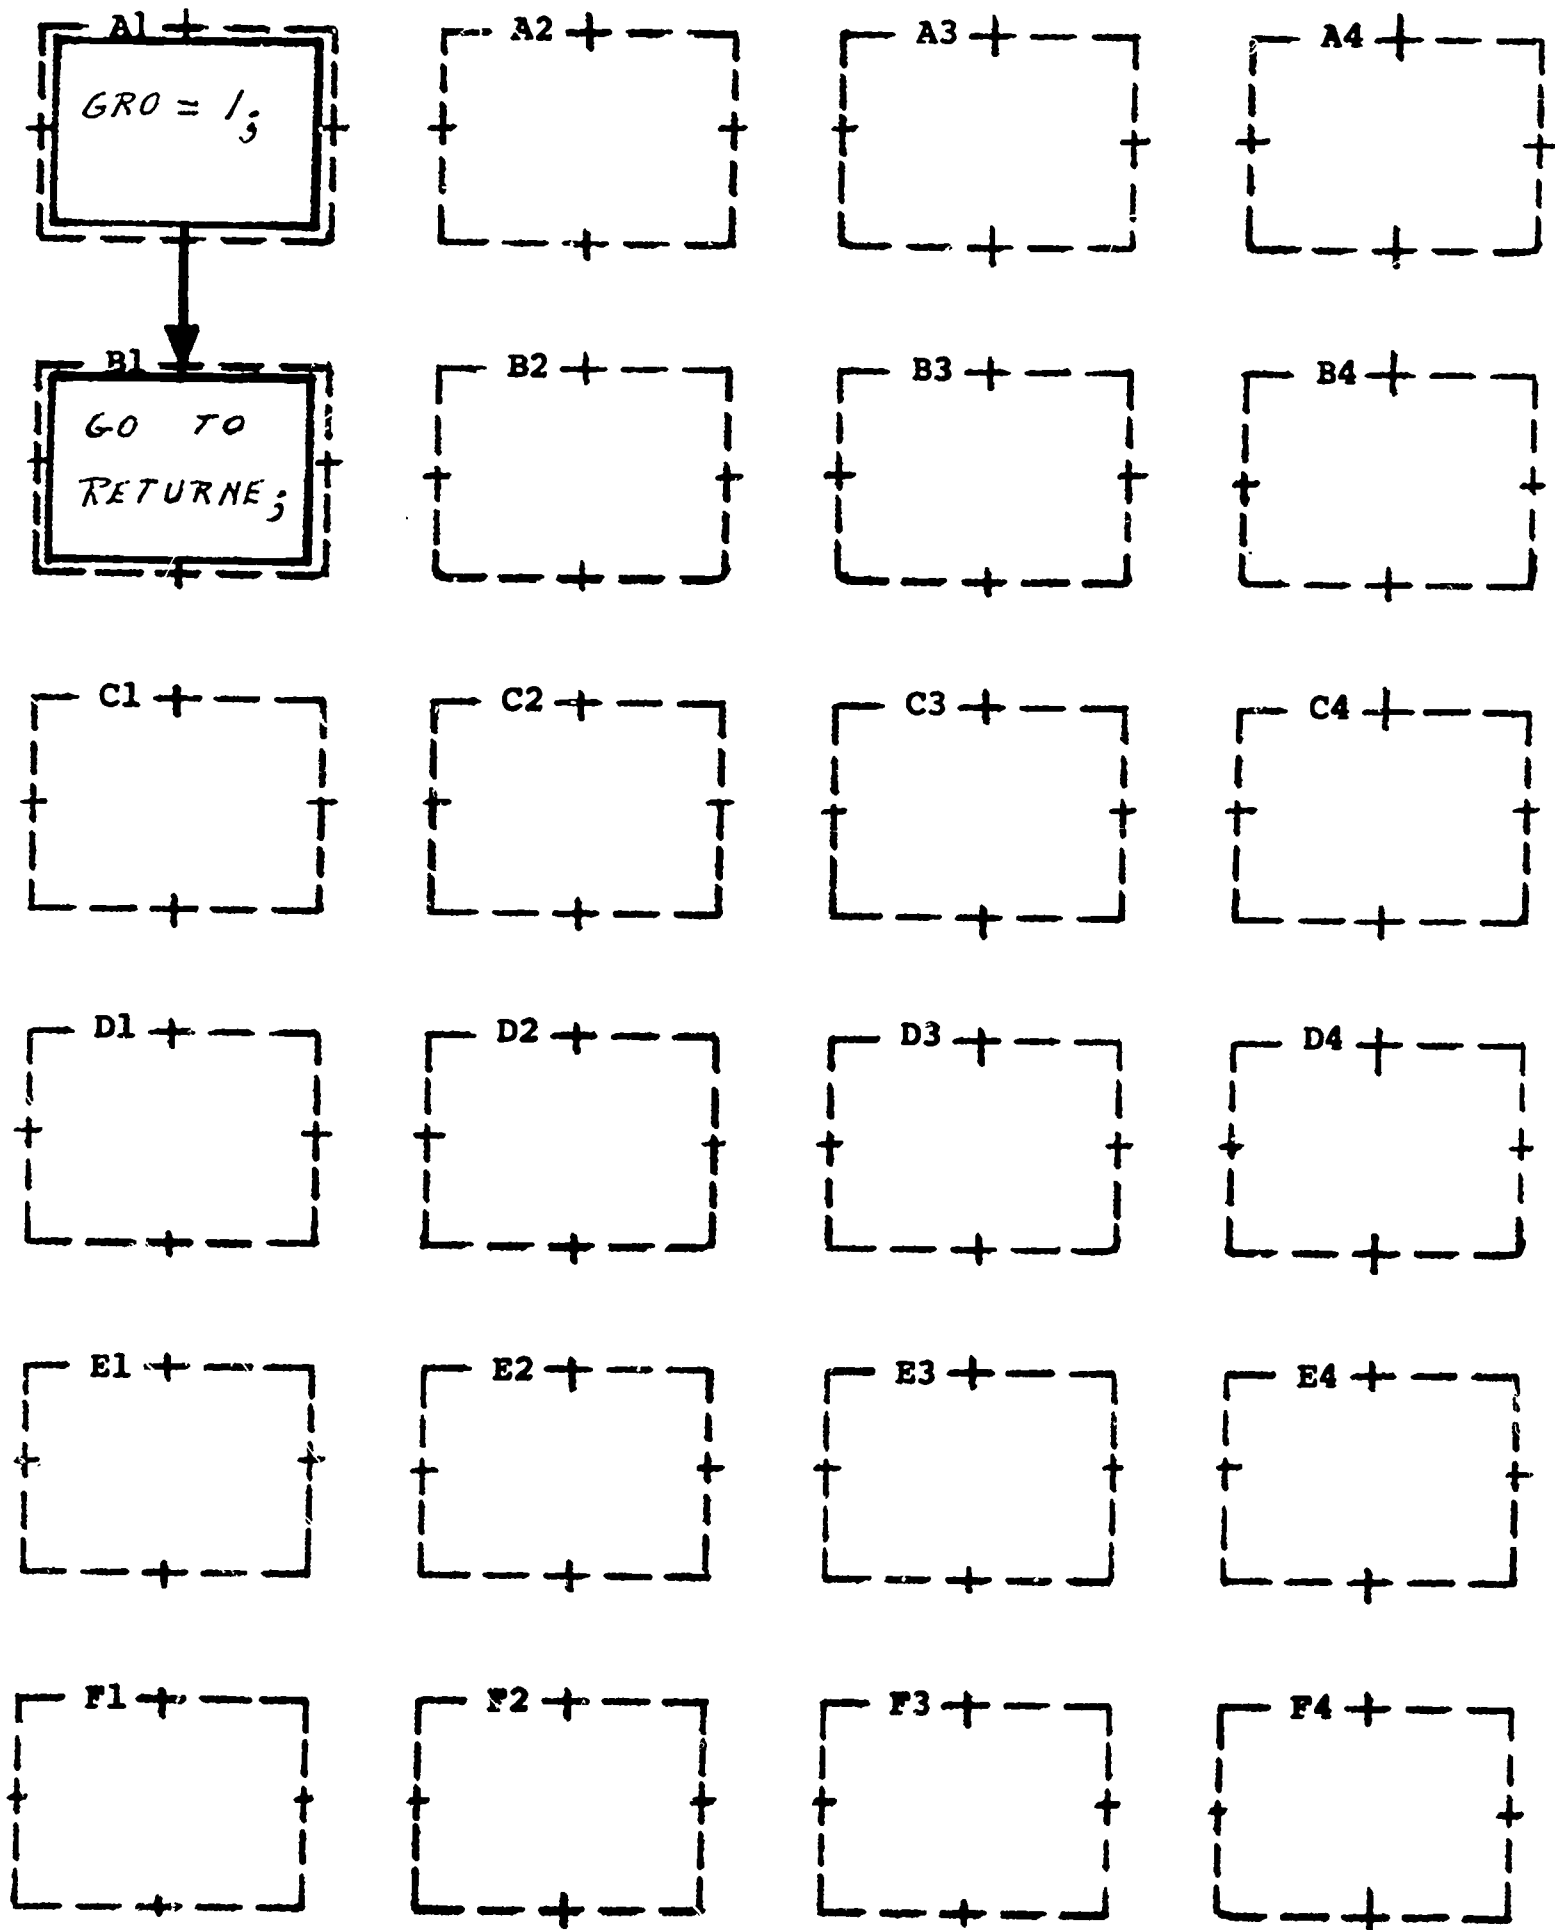 A1 A2 A3 A4
GRO = 1;
B1 B2 B3 B4
GO TO
RETURNE;
C1 C2 C3 C4
D1 D2 D3 D4
E1 E2 E3 E4
F1 F2 F3 F4